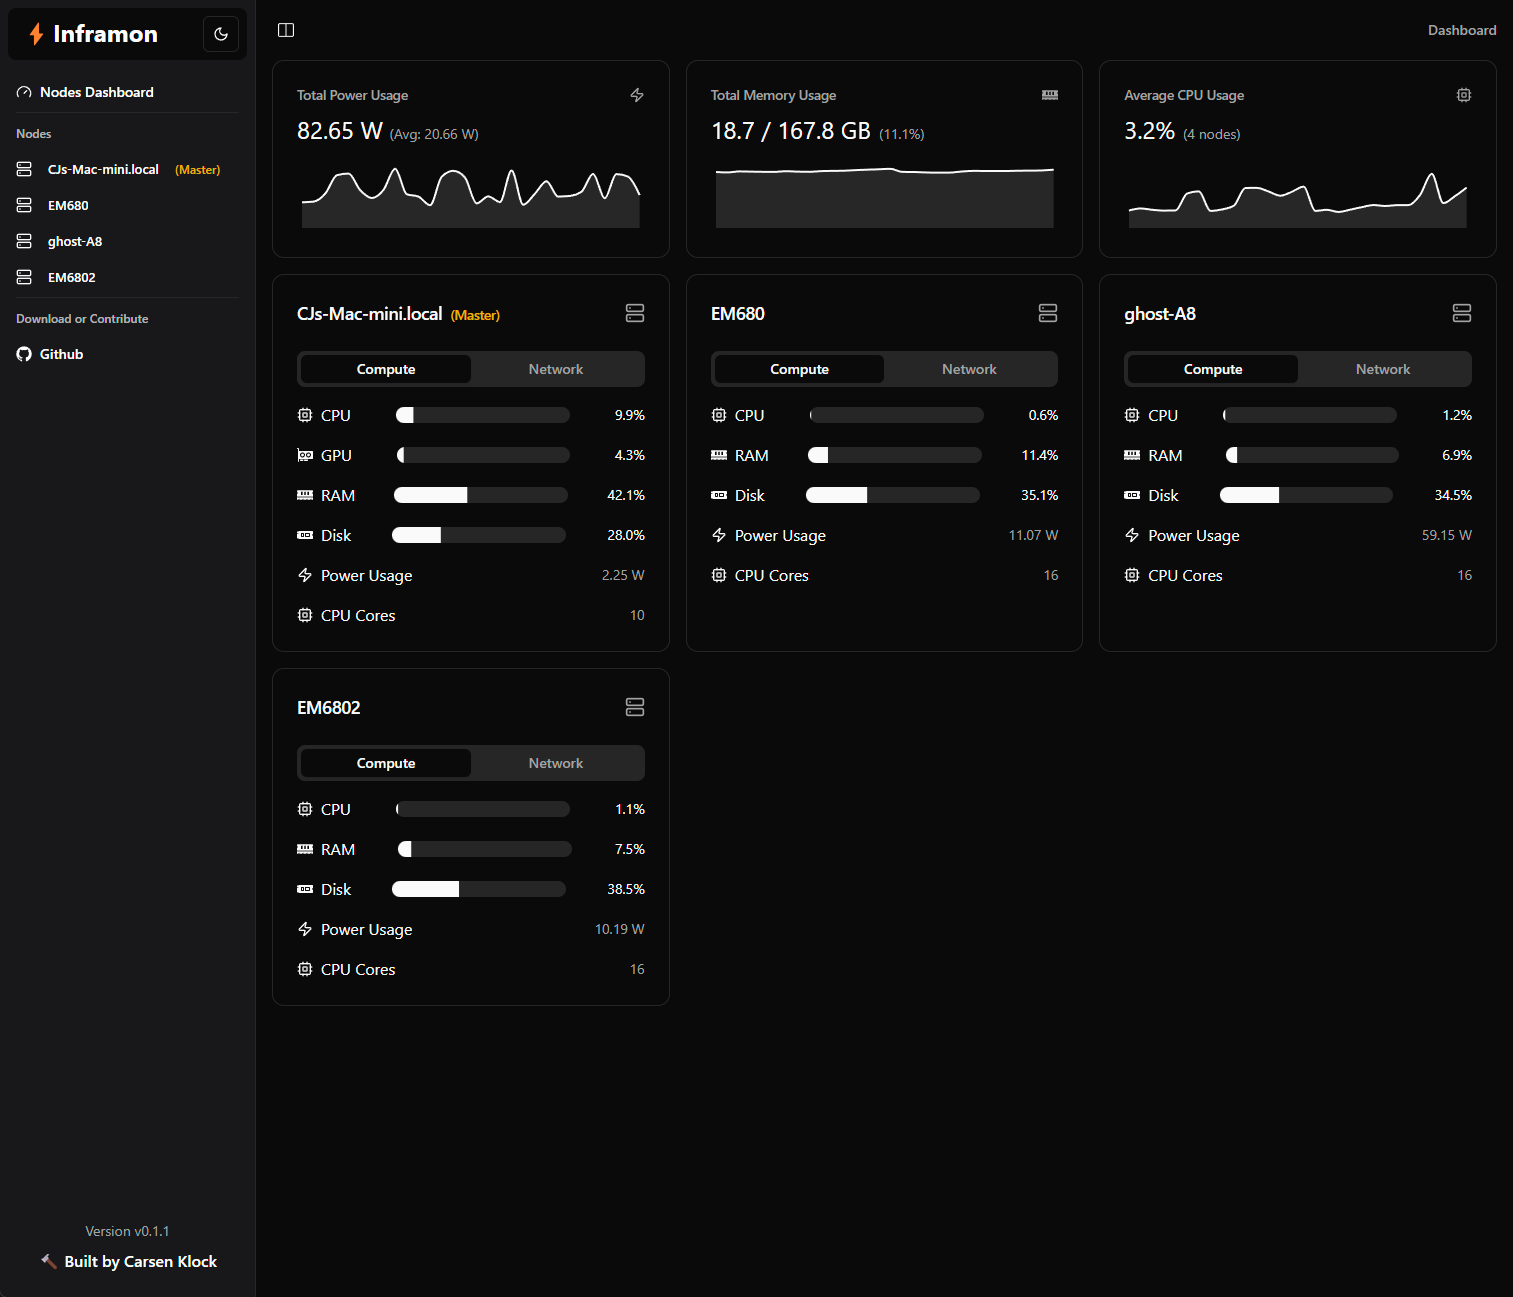 Inframon
Nodes Dashboard
Nodes
CJs-Mac-mini.local (Master)
EM680
ghost-A8
EM6802
Download or Contribute
Github
Version v0.1.1
Built by Carsen Klock
Dashboard
Total Power Usage
82.65 W (Avg: 20.66 W)
Total Memory Usage
18.7 / 167.8 GB (11.1%)
Average CPU Usage
3.2% (4 nodes)
CJs-Mac-mini.local (Master)
Compute Network
CPU 9.9%
GPU 4.3%
RAM 42.1%
Disk 28.0%
Power Usage 2.25 W
CPU Cores 10
EM680
Compute Network
CPU 0.6%
RAM 11.4%
Disk 35.1%
Power Usage 11.07 W
CPU Cores 16
ghost-A8
Compute Network
CPU 1.2%
RAM 6.9%
Disk 34.5%
Power Usage 59.15 W
CPU Cores 16
EM6802
Compute Network
CPU 1.1%
RAM 7.5%
Disk 38.5%
Power Usage 10.19 W
CPU Cores 16